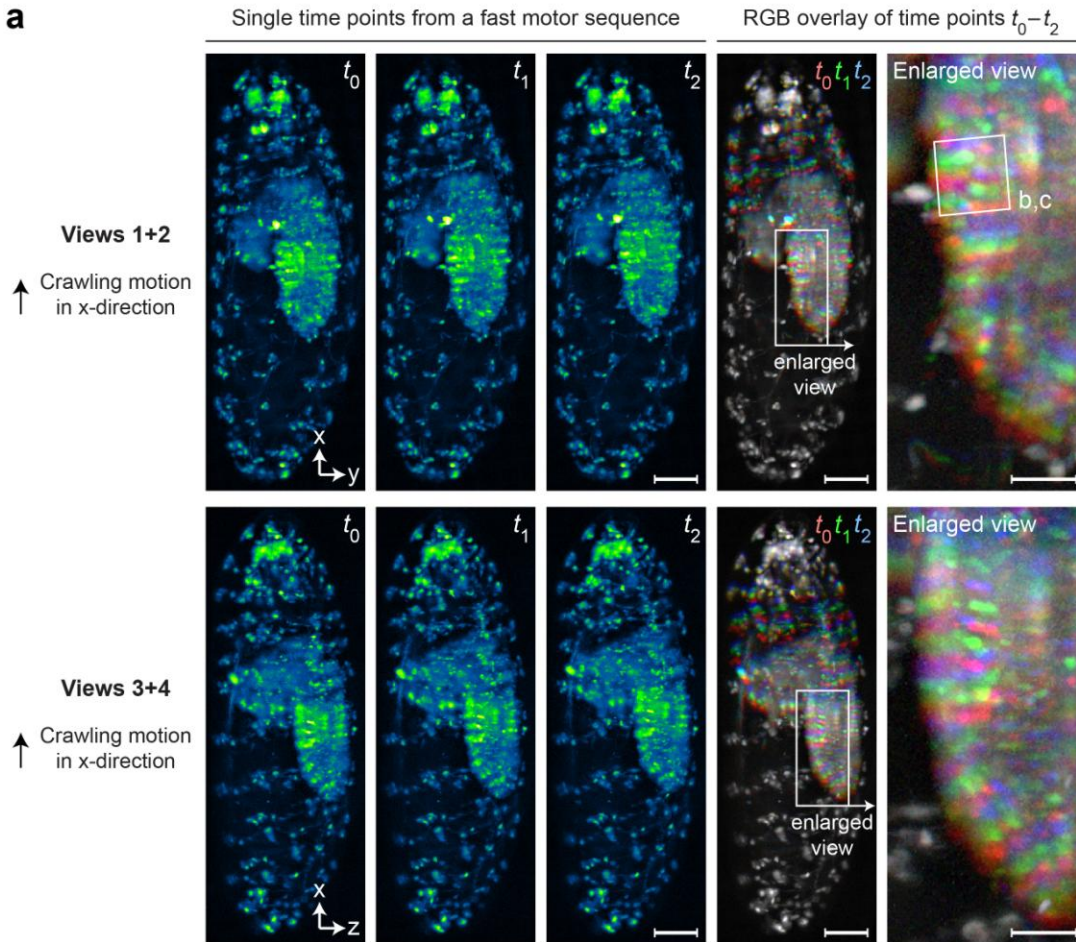 a
Single time points from a fast motor sequence
RGB overlay of time points t0–t2
t0
t1
t2
t0 t1 t2
Enlarged view
b,c
Views 1+2
Crawling motion
in x-direction
enlarged
view
x
y
t0
t1
t2
t0 t1 t2
Enlarged view
Views 3+4
Crawling motion
in x-direction
enlarged
view
x
z